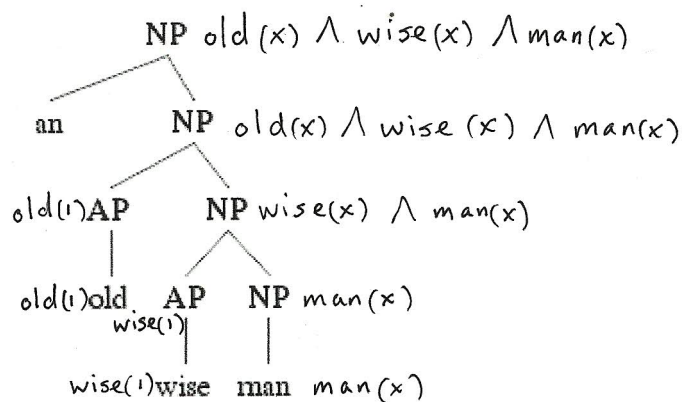 NP old(x) ∧ wise(x) ∧ man(x)
an NP old(x) ∧ wise(x) ∧ man(x)
old(1) AP NP wise(x) ∧ man(x)
old(1) old AP NP man(x)
wise(1)
wise(1) wise man man(x)